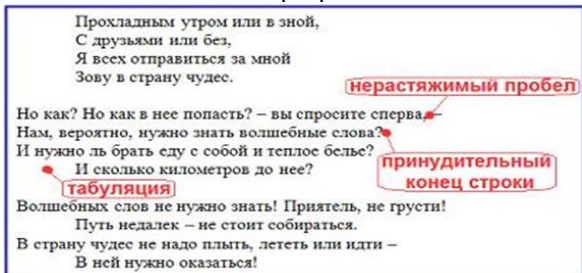 Прохладным утром или в зной,
С друзьями или без,
Я всех отправиться за мной
Зову в страну чудес.
нерастяжимый пробел
Но как? Но как в нее попасть? – вы спросите сперва. –
Нам, вероятно, нужно знать волшебные слова?
И нужно ль брать еду с собой и теплое белье?
принудительный
конец строки
И сколько километров до нее?
табуляция
Волшебных слов не нужно знать! Приятель, не грусти!
Путь недалек – не стоит собираться.
В страну чудес не надо плыть, лететь или идти –
В ней нужно оказаться!